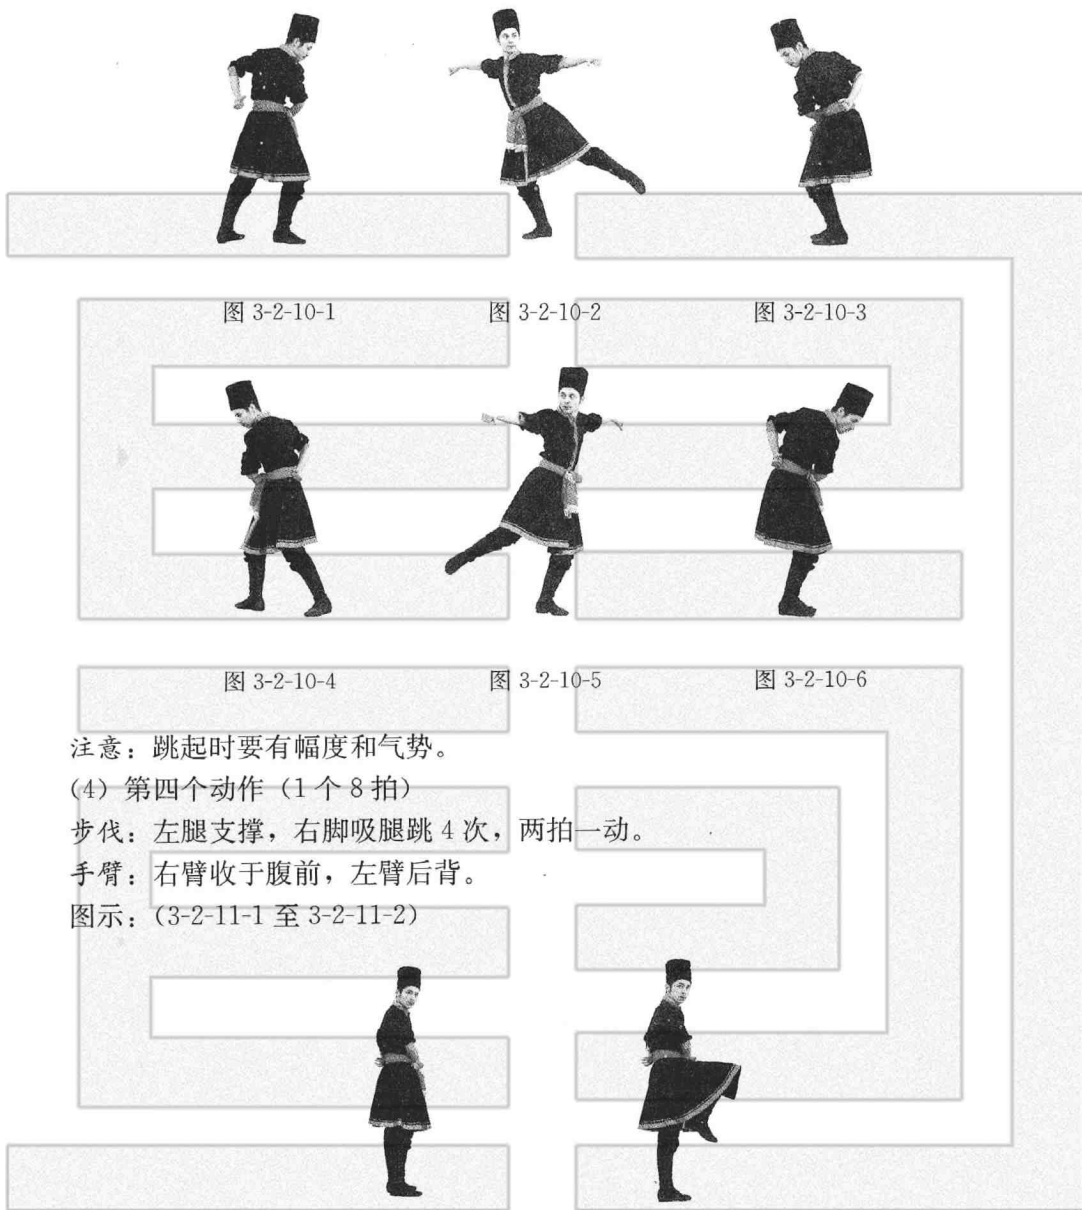 图 3-2-10-1 图 3-2-10-2 图 3-2-10-3
图 3-2-10-4 图 3-2-10-5 图 3-2-10-6
注意：跳起时要有幅度和气势。
(4) 第四个动作（1 个 8 拍）
步伐：左腿支撑，右脚吸腿跳 4 次，两拍一动。
手臂：右臂收于腹前，左臂后背。
图示：（3-2-11-1 至 3-2-11-2）